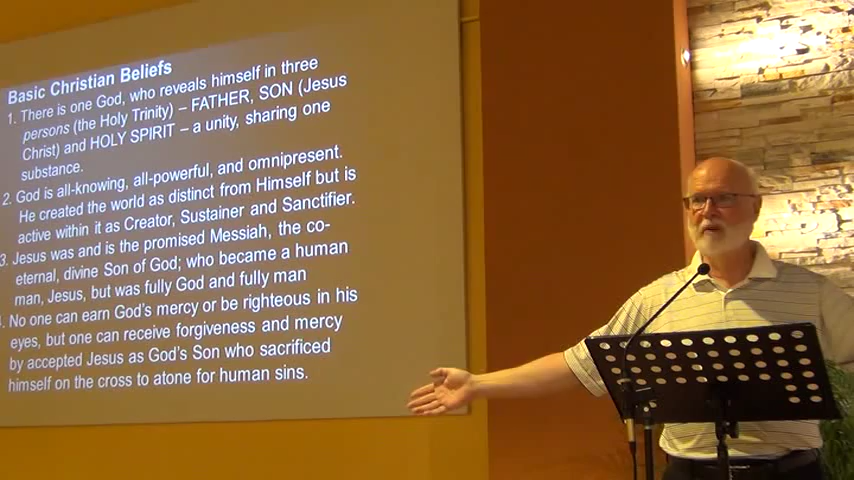 Basic Christian Beliefs
1. There is one God, who reveals himself in three
persons (the Holy Trinity) – FATHER, SON (Jesus
Christ) and HOLY SPIRIT – a unity, sharing one
substance.
2. God is all-knowing, all-powerful, and omnipresent.
He created the world as distinct from Himself but is
active within it as Creator, Sustainer and Sanctifier.
3. Jesus was and is the promised Messiah, the co-
eternal, divine Son of God; who became a human
man, Jesus, but was fully God and fully man
. No one can earn God's mercy or be righteous in his
eyes, but one can receive forgiveness and mercy
by accepted Jesus as God's Son who sacrificed
himself on the cross to atone for human sins.